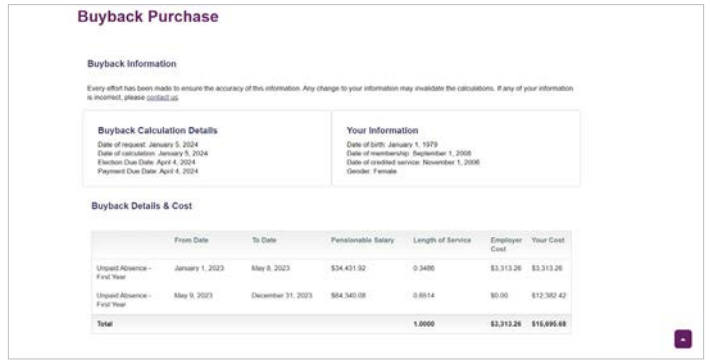 Buyback Purchase
Buyback Information
Every effort has been made to ensure the accuracy of this information. Any change to your information may invalidate the calculations. If any of your information
is incorrect, please contact us.
Buyback Calculation Details
Date of request: January 5, 2024
Date of calculation: January 5, 2024
Election Due Date: April 4, 2024
Payment Due Date: April 4, 2024
Your Information
Date of birth: January 1, 1979
Date of membership: September 1, 2006
Date of credited service: November 1, 2006
Gender: Female
Buyback Details & Cost
From Date To Date Pensionable Salary Length of Service Employer Cost Your Cost
Unpaid Absence - First Year January 1, 2023 May 8, 2023 $34,431.92 0.3486 $3,313.26 $3,313.26
Unpaid Absence - First Year May 9, 2023 December 31, 2023 $64,340.08 0.6514 $0.00 $12,382.42
Total 1.0000 $3,313.26 $15,695.68